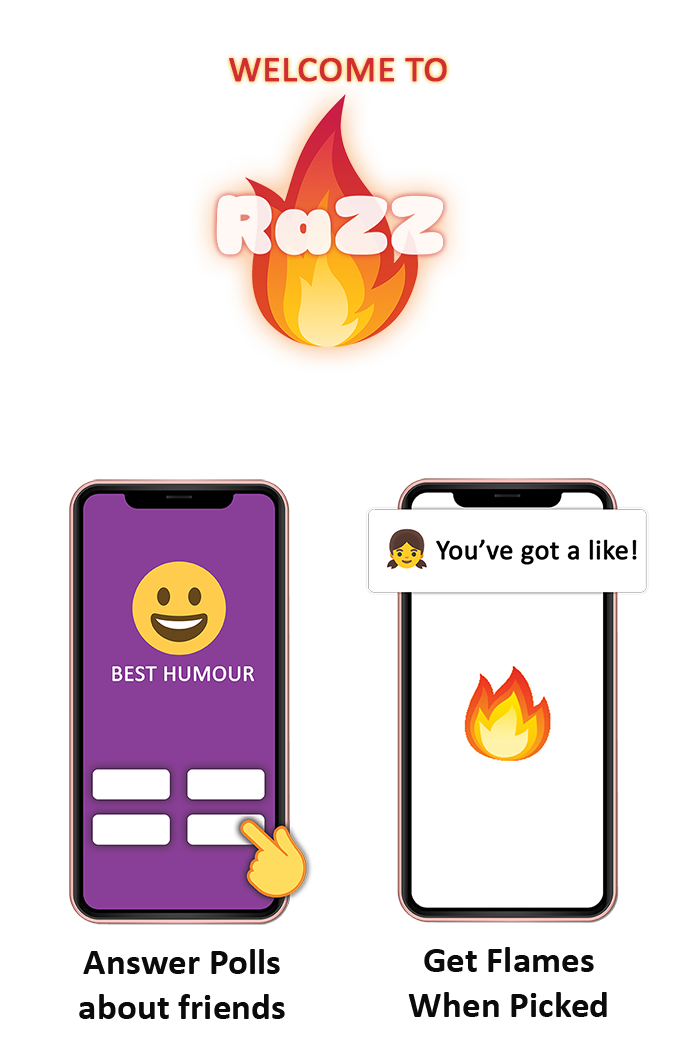 WELCOME TO
RaZZ
You've got a like!
BEST HUMOUR
Answer Polls
about friends
Get Flames
When Picked